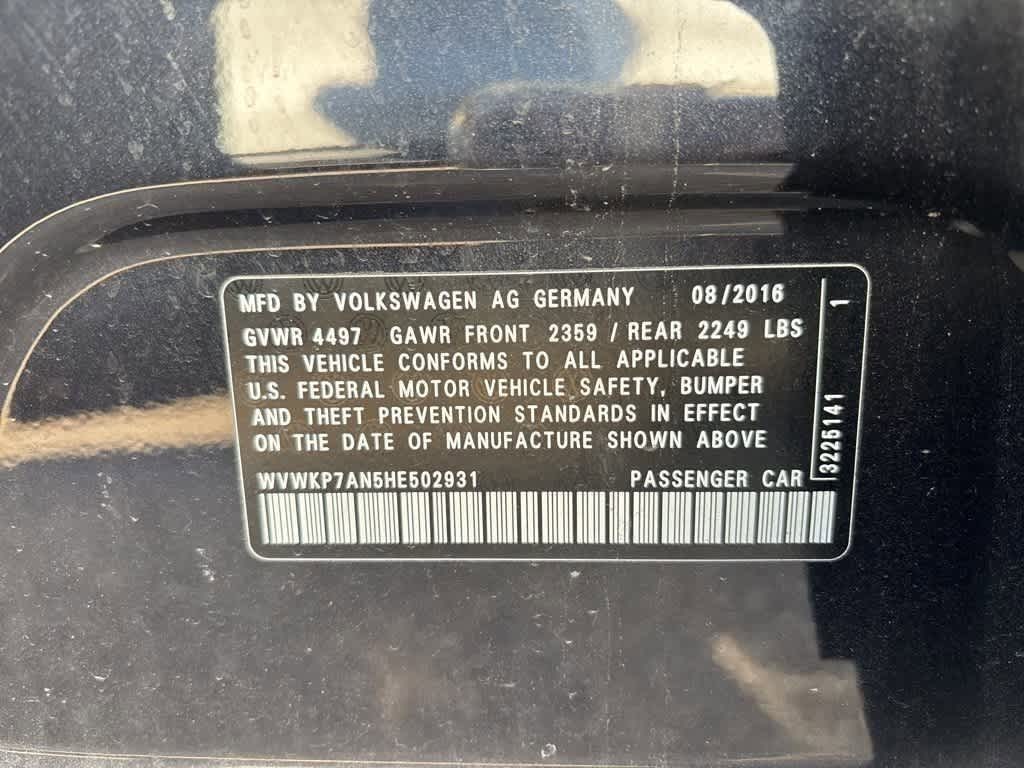 MFD BY VOLKSWAGEN AG GERMANY 08/2016
GVWR 4497 GAWR FRONT 2359 / REAR 2249 LBS
THIS VEHICLE CONFORMS TO ALL APPLICABLE
U.S. FEDERAL MOTOR VEHICLE SAFETY, BUMPER
AND THEFT PREVENTION STANDARDS IN EFFECT
ON THE DATE OF MANUFACTURE SHOWN ABOVE
WVWKP7AN5HE502931 PASSENGER CAR
3226141 1